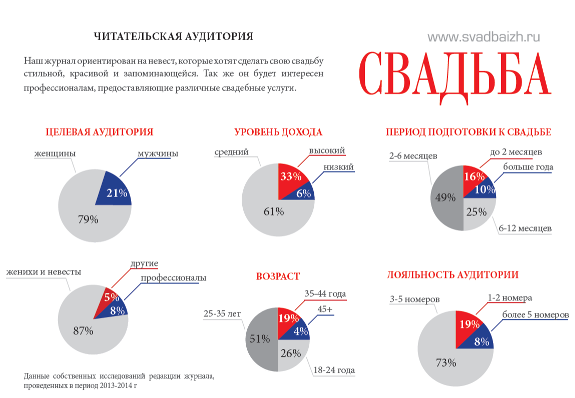 ЧИТАТЕЛЬСКАЯ АУДИТОРИЯ
Наш журнал ориентирован на невест, которые хотят сделать свою свадьбу
стильной, красивой и запоминающейся. Так же он будет интересен
профессионалам, предоставляющие различные свадебные услуги.
www.svadbaizh.ru
СВАДЬБА
ЦЕЛЕВАЯ АУДИТОРИЯ
женщины
мужчины
21%
79%
УРОВЕНЬ ДОХОДА
средний
высокий
низкий
33%
6%
61%
ПЕРИОД ПОДГОТОВКИ К СВАДЬБЕ
2-6 месяцев
до 2 месяцев
больше года
16%
10%
49%
25%
6-12 месяцев
женихи и невесты
другие
профессионалы
5%
8%
87%
ВОЗРАСТ
25-35 лет
35-44 года
45+
19%
4%
51%
26%
18-24 года
ЛОЯЛЬНОСТЬ АУДИТОРИИ
3-5 номеров
1-2 номера
более 5 номеров
19%
8%
73%
Данные собственных исследований редакции журнала,
проведенных в период 2013-2014 г